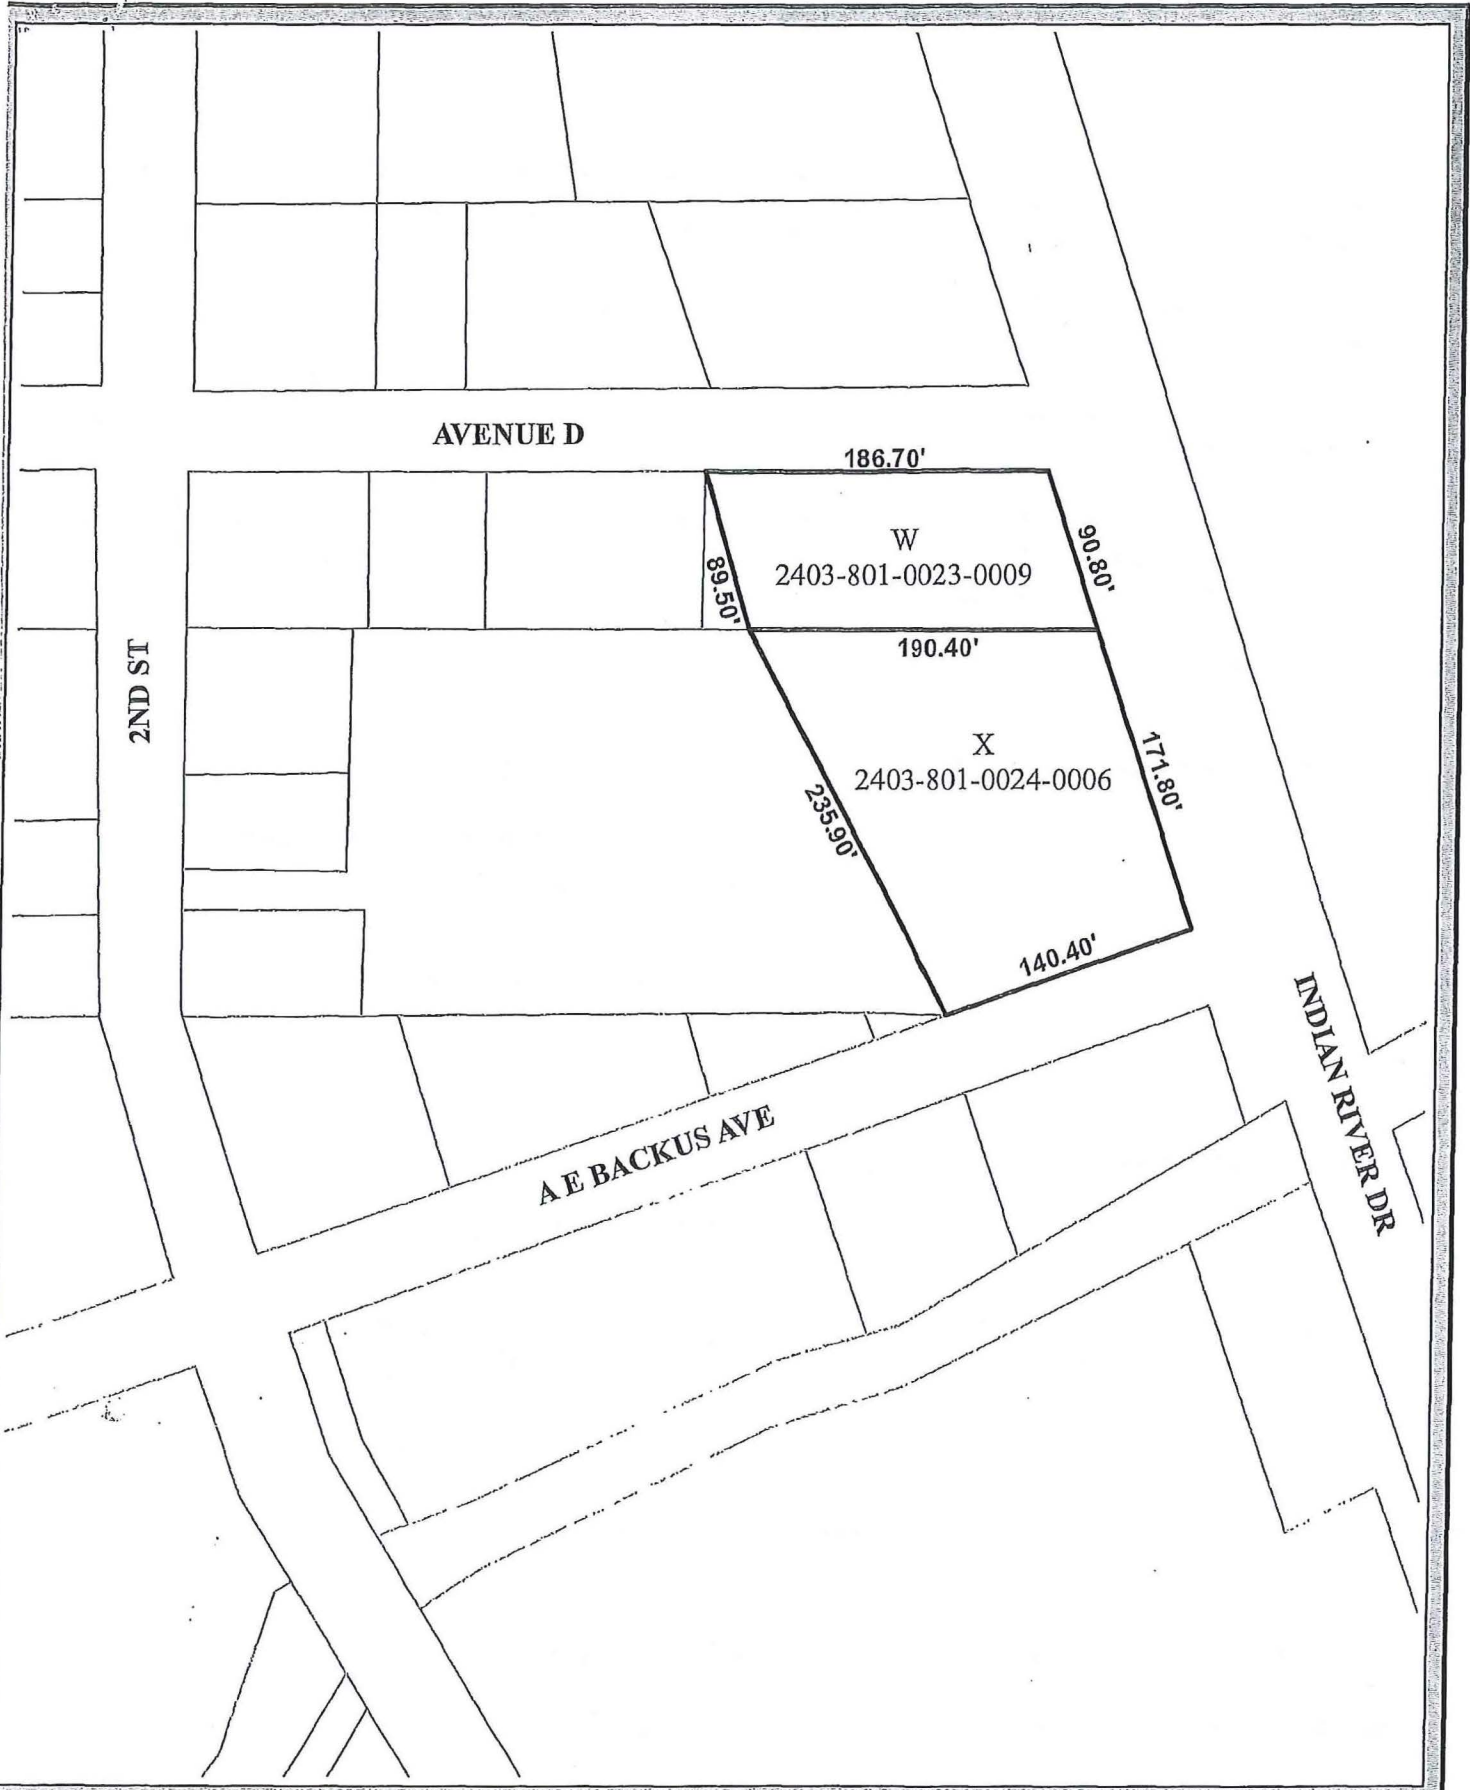 AVENUE D
186.70'
W
2403-801-0023-0009
90.80'
89.50'
190.40'
2ND ST
X
2403-801-0024-0006
171.80'
235.90'
140.40'
INDIAN RIVER DR
A E BACKUS AVE